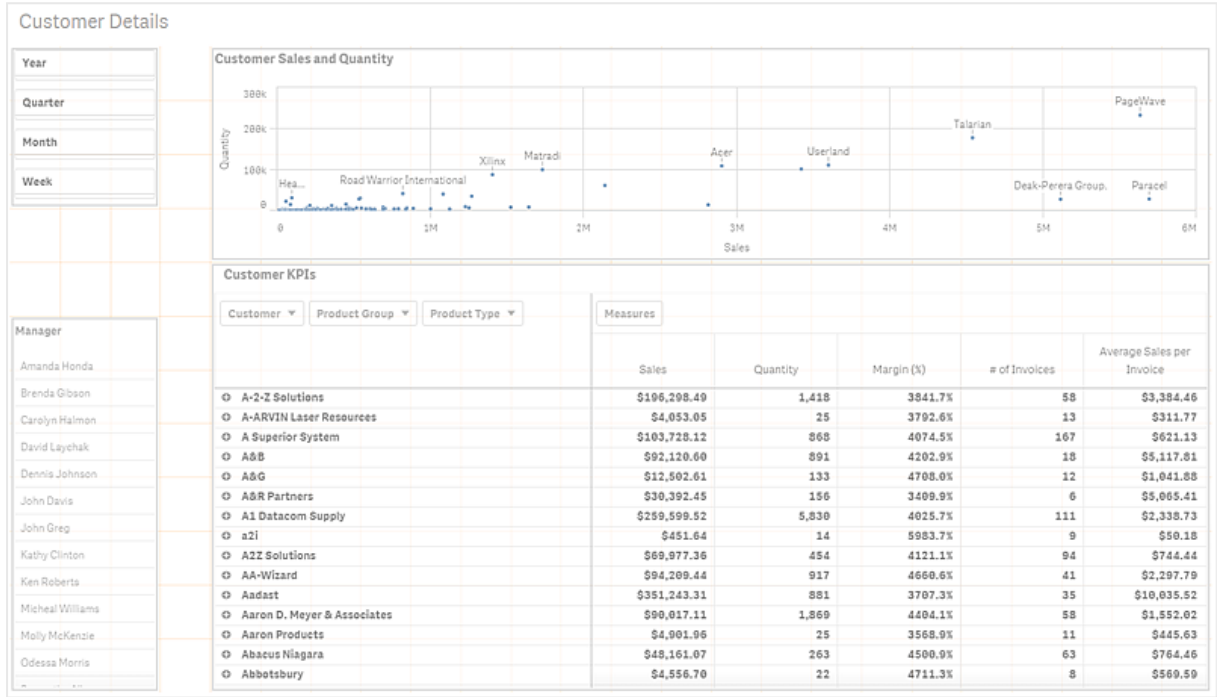 Customer Details
Year
Quarter
Month
Week
Manager
Amanda Honda
Brenda Gibson
Carolyn Halmon
David Laychak
Dennis Johnson
John Davis
John Greg
Kathy Clinton
Ken Roberts
Micheal Williams
Molly McKenzie
Odessa Morris
Customer Sales and Quantity
300k
200k
100k
0
Quantity
PageWave
Talarian
Userland
Acer
Matradi
Xilinx
Road Warrior International
Hea...
Deak-Perera Group.
Paracel
0 1M 2M 3M 4M 5M 6M
Sales
Customer KPIs
Customer Product Group Product Type Measures
Sales Quantity Margin (%) # of Invoices Average Sales per Invoice
A-2-Z Solutions $196,298.49 1,418 3841.7% 58 $3,384.46
A-ARVIN Laser Resources $4,053.05 25 3792.6% 13 $311.77
A Superior System $103,728.12 868 4074.5% 167 $621.13
A&B $92,120.60 891 4202.9% 18 $5,117.81
A&G $12,502.61 133 4708.0% 12 $1,041.88
A&R Partners $30,392.45 156 3409.9% 6 $5,065.41
A1 Datacom Supply $259,599.52 5,830 4025.7% 111 $2,338.73
a2i $451.64 14 5983.7% 9 $50.18
A2Z Solutions $69,977.36 454 4121.1% 94 $744.44
AA-Wizard $94,209.44 917 4660.6% 41 $2,297.79
Aadast $351,243.31 881 3707.3% 35 $10,035.52
Aaron D. Meyer & Associates $90,017.11 1,869 4404.1% 58 $1,552.02
Aaron Products $4,901.96 25 3568.9% 11 $445.63
Abacus Niagara $48,161.07 263 4500.9% 63 $764.46
Abbotsbury $4,556.70 22 4711.3% 8 $569.59